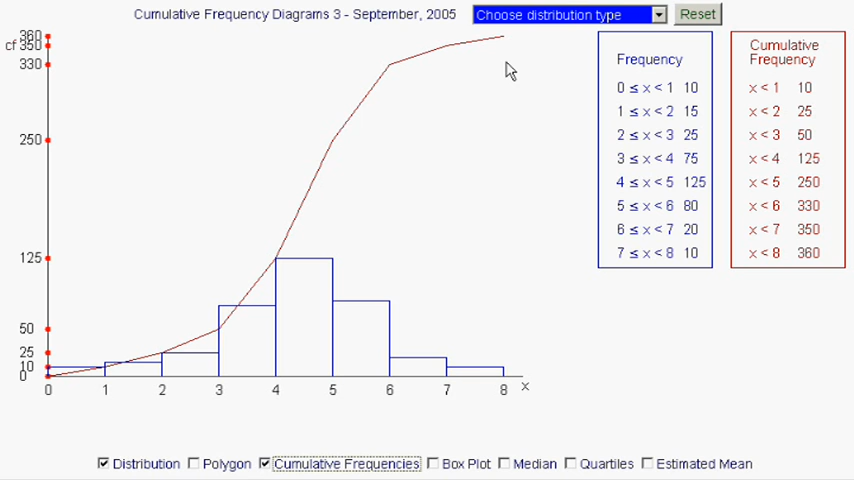 Cumulative Frequency Diagrams 3 - September, 2005
Choose distribution type
Reset
360
cf 350
330
250
125
50
25
10
0
0 1 2 3 4 5 6 7 8 x
Frequency
0 ≤ x < 1 10
1 ≤ x < 2 15
2 ≤ x < 3 25
3 ≤ x < 4 75
4 ≤ x < 5 125
5 ≤ x < 6 80
6 ≤ x < 7 20
7 ≤ x < 8 10
Cumulative
Frequency
x < 1 10
x < 2 25
x < 3 50
x < 4 125
x < 5 250
x < 6 330
x < 7 350
x < 8 360
Distribution Polygon Cumulative Frequencies Box Plot Median Quartiles Estimated Mean